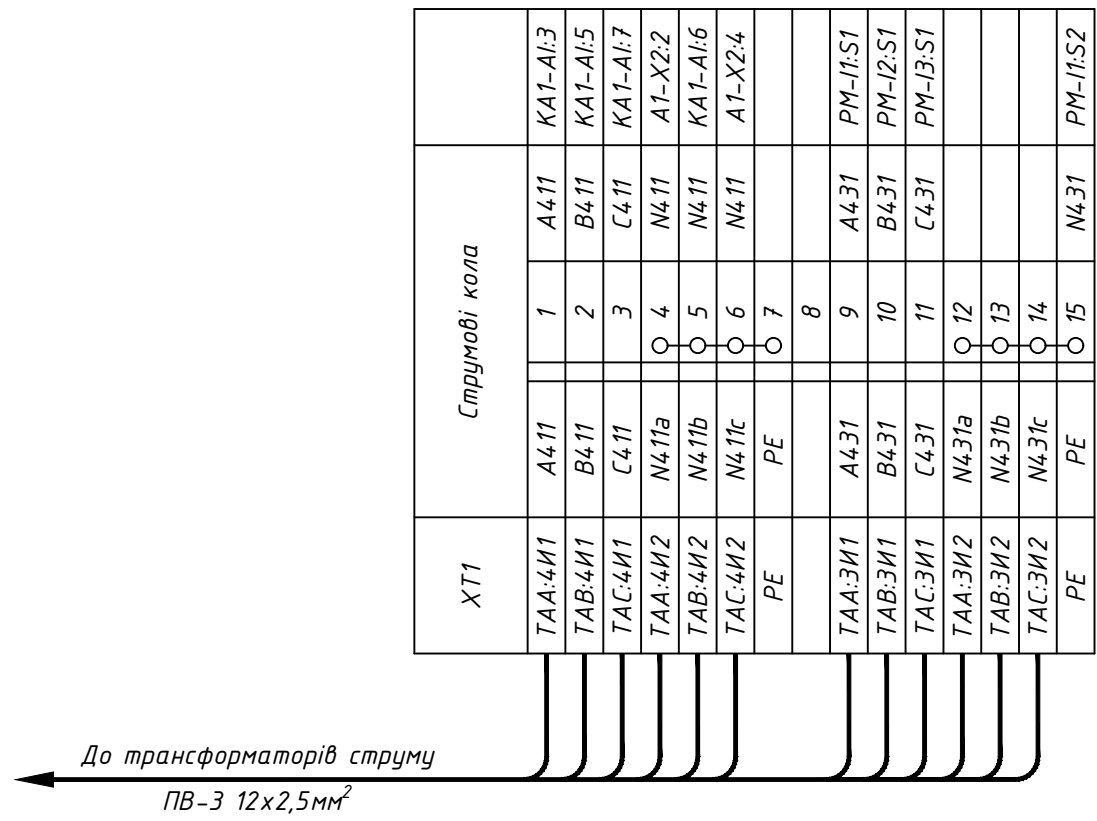 KA1-AI:3
KA1-AI:5
KA1-AI:7
A1-X2:2
KA1-AI:6
A1-X2:4
PM-I1:S1
PM-I2:S1
PM-I3:S1
PM-I1:S2
Струмові кола
A411
B411
C411
N411
N411
N411
A431
B431
C431
N431
1
2
3
4
5
6
7
8
9
10
11
12
13
14
15
A411
B411
C411
N411a
N411b
N411c
PE
A431
B431
C431
N431a
N431b
N431c
PE
XT1
TAA:4И1
TAB:4И1
TAC:4И1
TAA:4И2
TAB:4И2
TAC:4И2
PE
TAA:3И1
TAB:3И1
TAC:3И1
TAA:3И2
TAB:3И2
TAC:3И2
PE
До трансформаторів струму
ПВ-3 12x2,5мм²